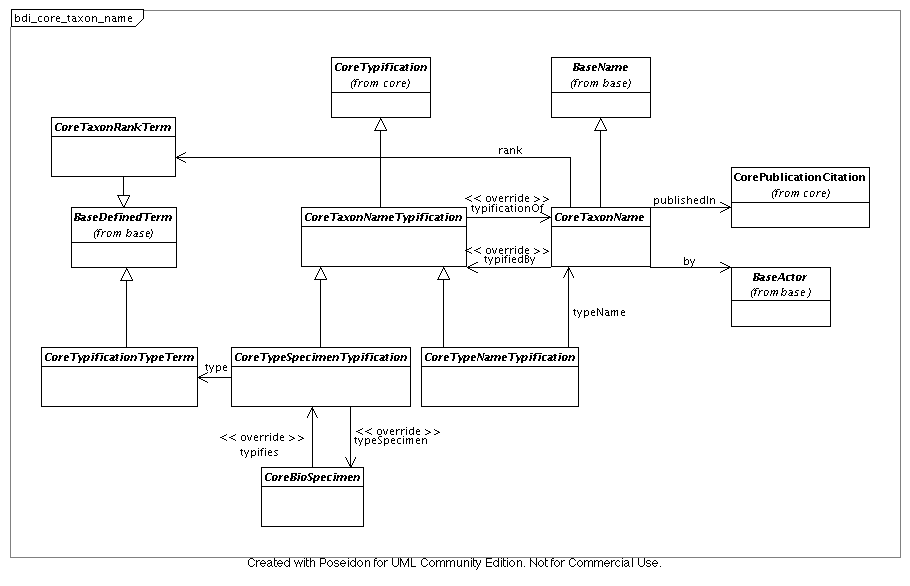 bdi_core_taxon_name
CoreTypification
(from core)
BaseName
(from base)
CoreTaxonRankTerm
rank
CorePublicationCitation
(from core)
<< override >>
typificationOf
publishedIn
BaseDefinedTerm
(from base)
CoreTaxonNameTypification
CoreTaxonName
<< override >>
typifiedBy
by
BaseActor
(from base)
typeName
CoreTypificationTypeTerm
type
CoreTypeSpecimenTypification
CoreTypeNameTypification
<< override >>
typifies
<< override >>
typeSpecimen
CoreBioSpecimen
Created with Poseidon for UML Community Edition. Not for Commercial Use.